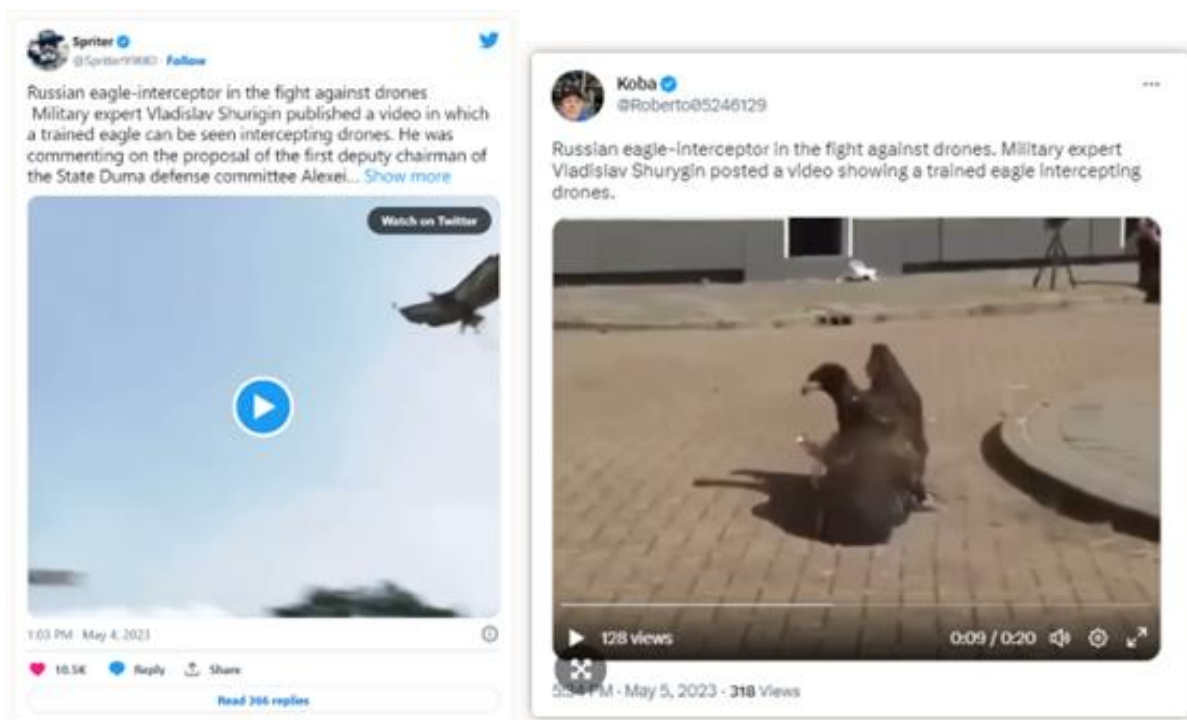 Spriter
Follow
Russian eagle-interceptor in the fight against drones
Military expert Vladislav Shurigin published a video in which
a trained eagle can be seen intercepting drones. He was
commenting on the proposal of the first deputy chairman of
the State Duma defense committee Alexei... Show more
Watch on Twitter
1:03 PM · May 4, 2023
10.5K Reply Share
Read 366 replies
Koba
@Roberto05246129
Russian eagle-interceptor in the fight against drones. Military expert
Vladislav Shurygin posted a video showing a trained eagle intercepting
drones.
128 views 0:09 / 0:20
5:34 PM · May 5, 2023 · 318 Views